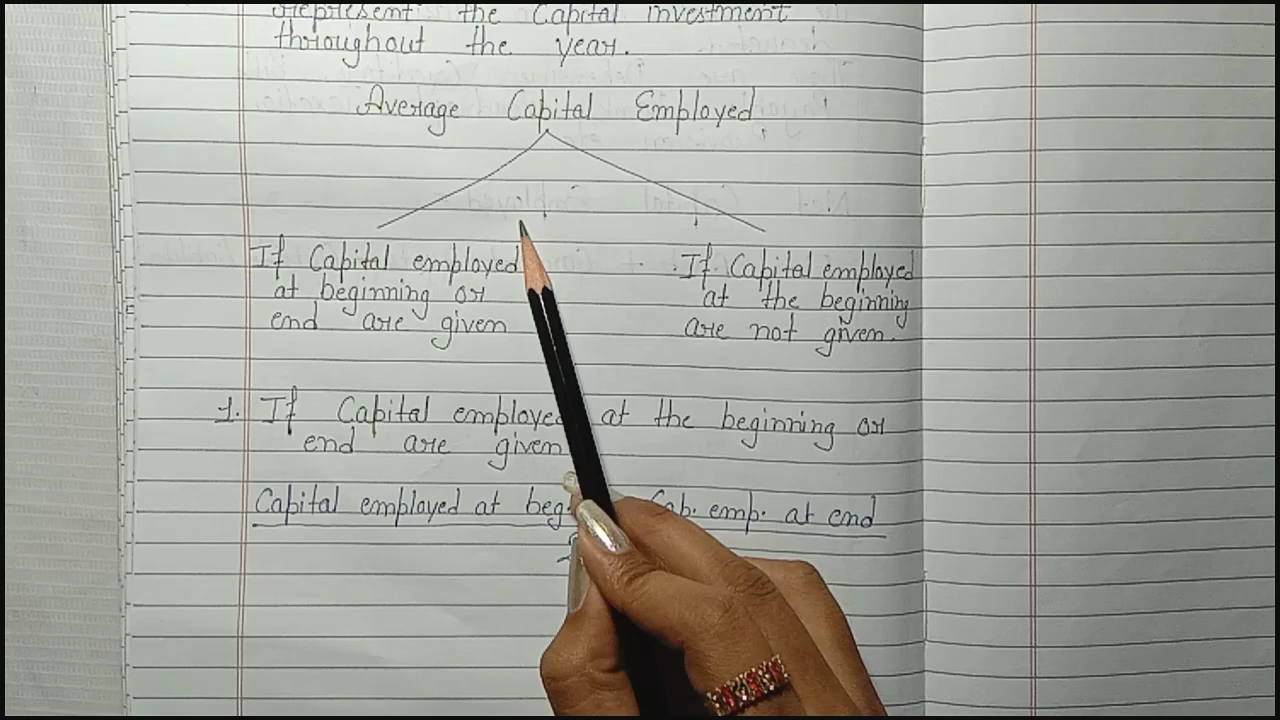 represent the Capital investment
throughout the year.
Average Capital Employed
If Capital employed
at beginning or
end are given
If Capital employed
at the beginning
are not given.
1. If Capital employed at the beginning or
end are given
Capital employed at beg. Cap. emp. at end
2